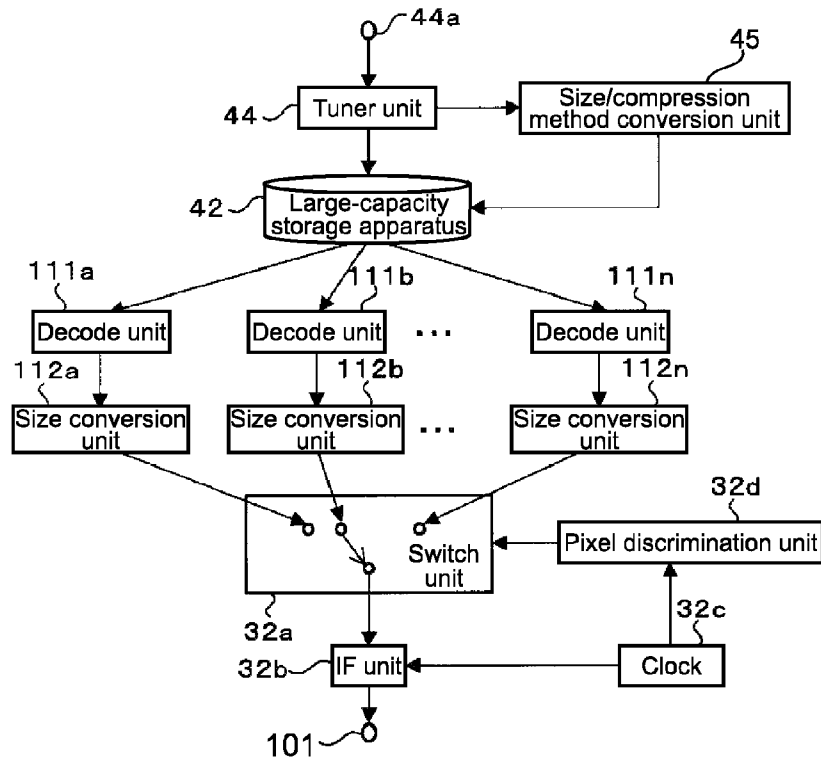 44a
45
44
Tuner unit
Size/compression
method conversion unit
42
Large-capacity
storage apparatus
111a
111b
111n
Decode unit
Decode unit
...
Decode unit
112a
112b
112n
Size conversion
unit
Size conversion
unit
...
Size conversion
unit
32d
Switch
unit
Pixel discrimination unit
32a
32c
32b
IF unit
Clock
101